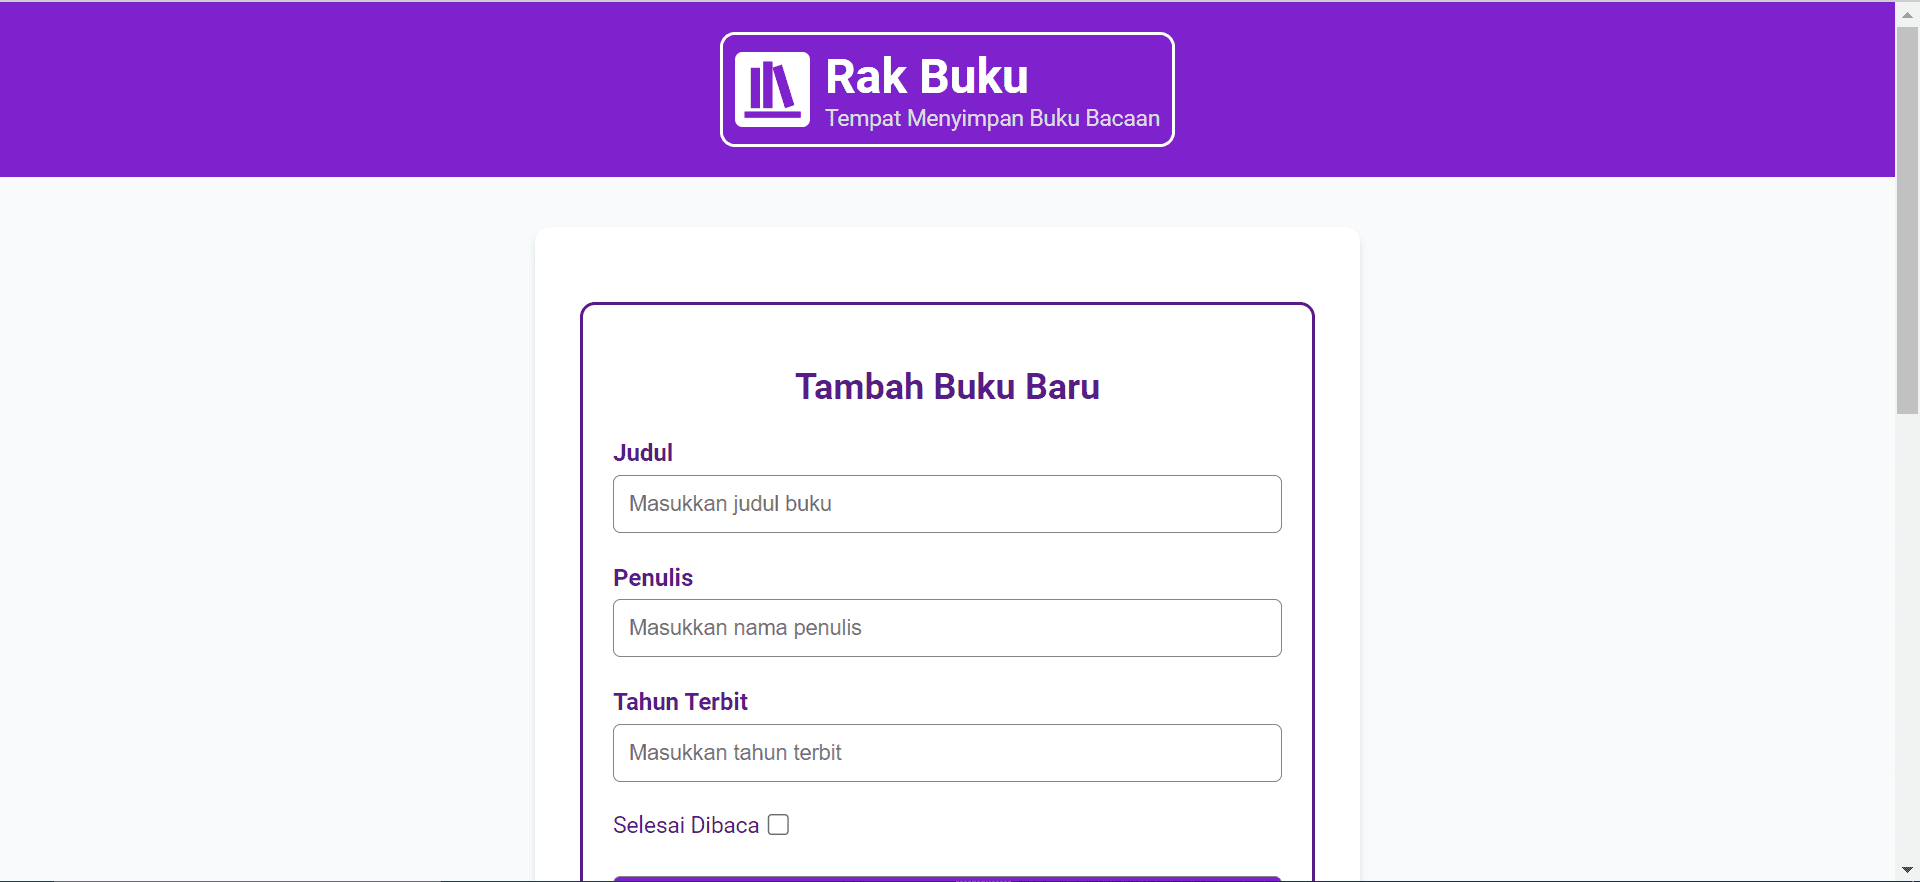 Rak Buku
Tempat Menyimpan Buku Bacaan
Tambah Buku Baru
Judul
Masukkan judul buku
Penulis
Masukkan nama penulis
Tahun Terbit
Masukkan tahun terbit
Selesai Dibaca